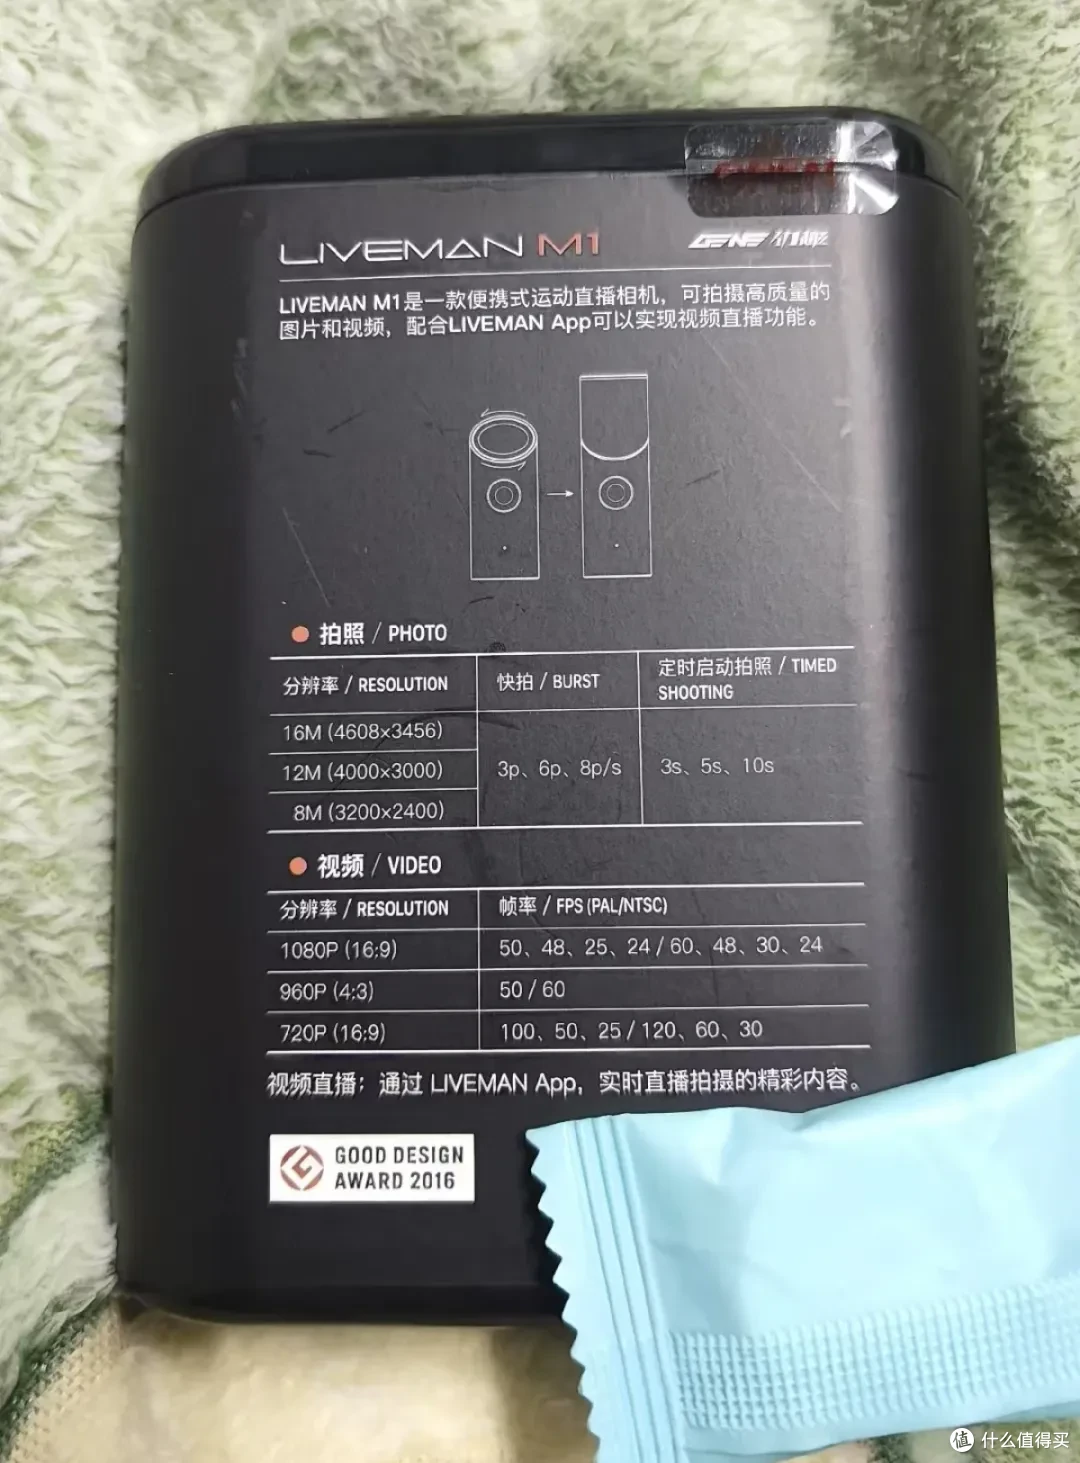 LIVEMAN M1
GENE 劲趣
LIVEMAN M1是一款便携式运动直播相机，可拍摄高质量的
图片和视频，配合LIVEMAN App可以实现视频直播功能。
拍照 / PHOTO
分辨率 / RESOLUTION
快拍 / BURST
定时启动拍照 / TIMED
SHOOTING
16M (4608×3456)
12M (4000×3000)
8M (3200×2400)
3p、6p、8p/s
3s、5s、10s
视频 / VIDEO
分辨率 / RESOLUTION
帧率 / FPS (PAL/NTSC)
1080P (16:9)
50、48、25、24 / 60、48、30、24
960P (4:3)
50 / 60
720P (16:9)
100、50、25 / 120、60、30
视频直播：通过 LIVEMAN App，实时直播拍摄的精彩内容。
GOOD DESIGN
AWARD 2016
值 什么值得买